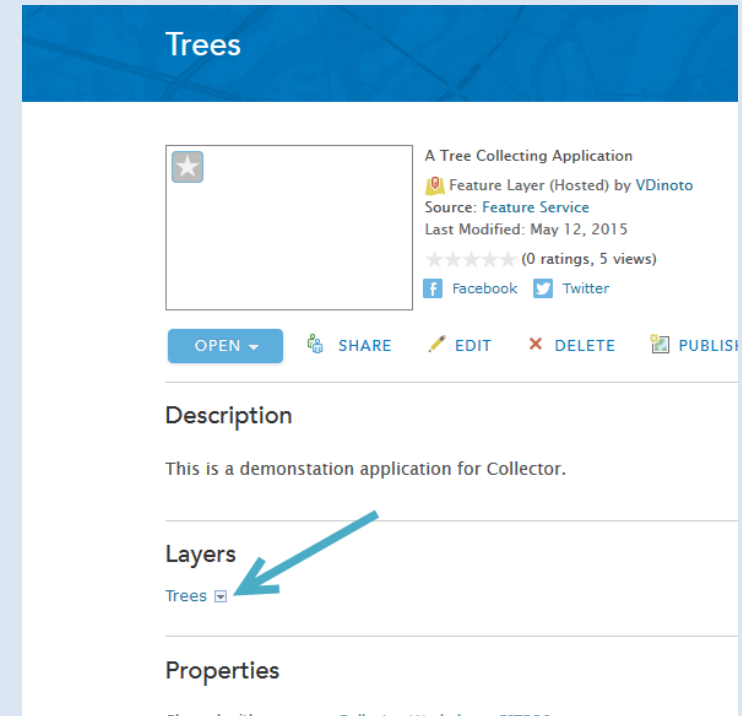 Trees
A Tree Collecting Application
Feature Layer (Hosted) by VDinoto
Source: Feature Service
Last Modified: May 12, 2015
(0 ratings, 5 views)
Facebook Twitter
OPEN SHARE EDIT DELETE PUBLISH
Description
This is a demonstation application for Collector.
Layers
Trees
Properties